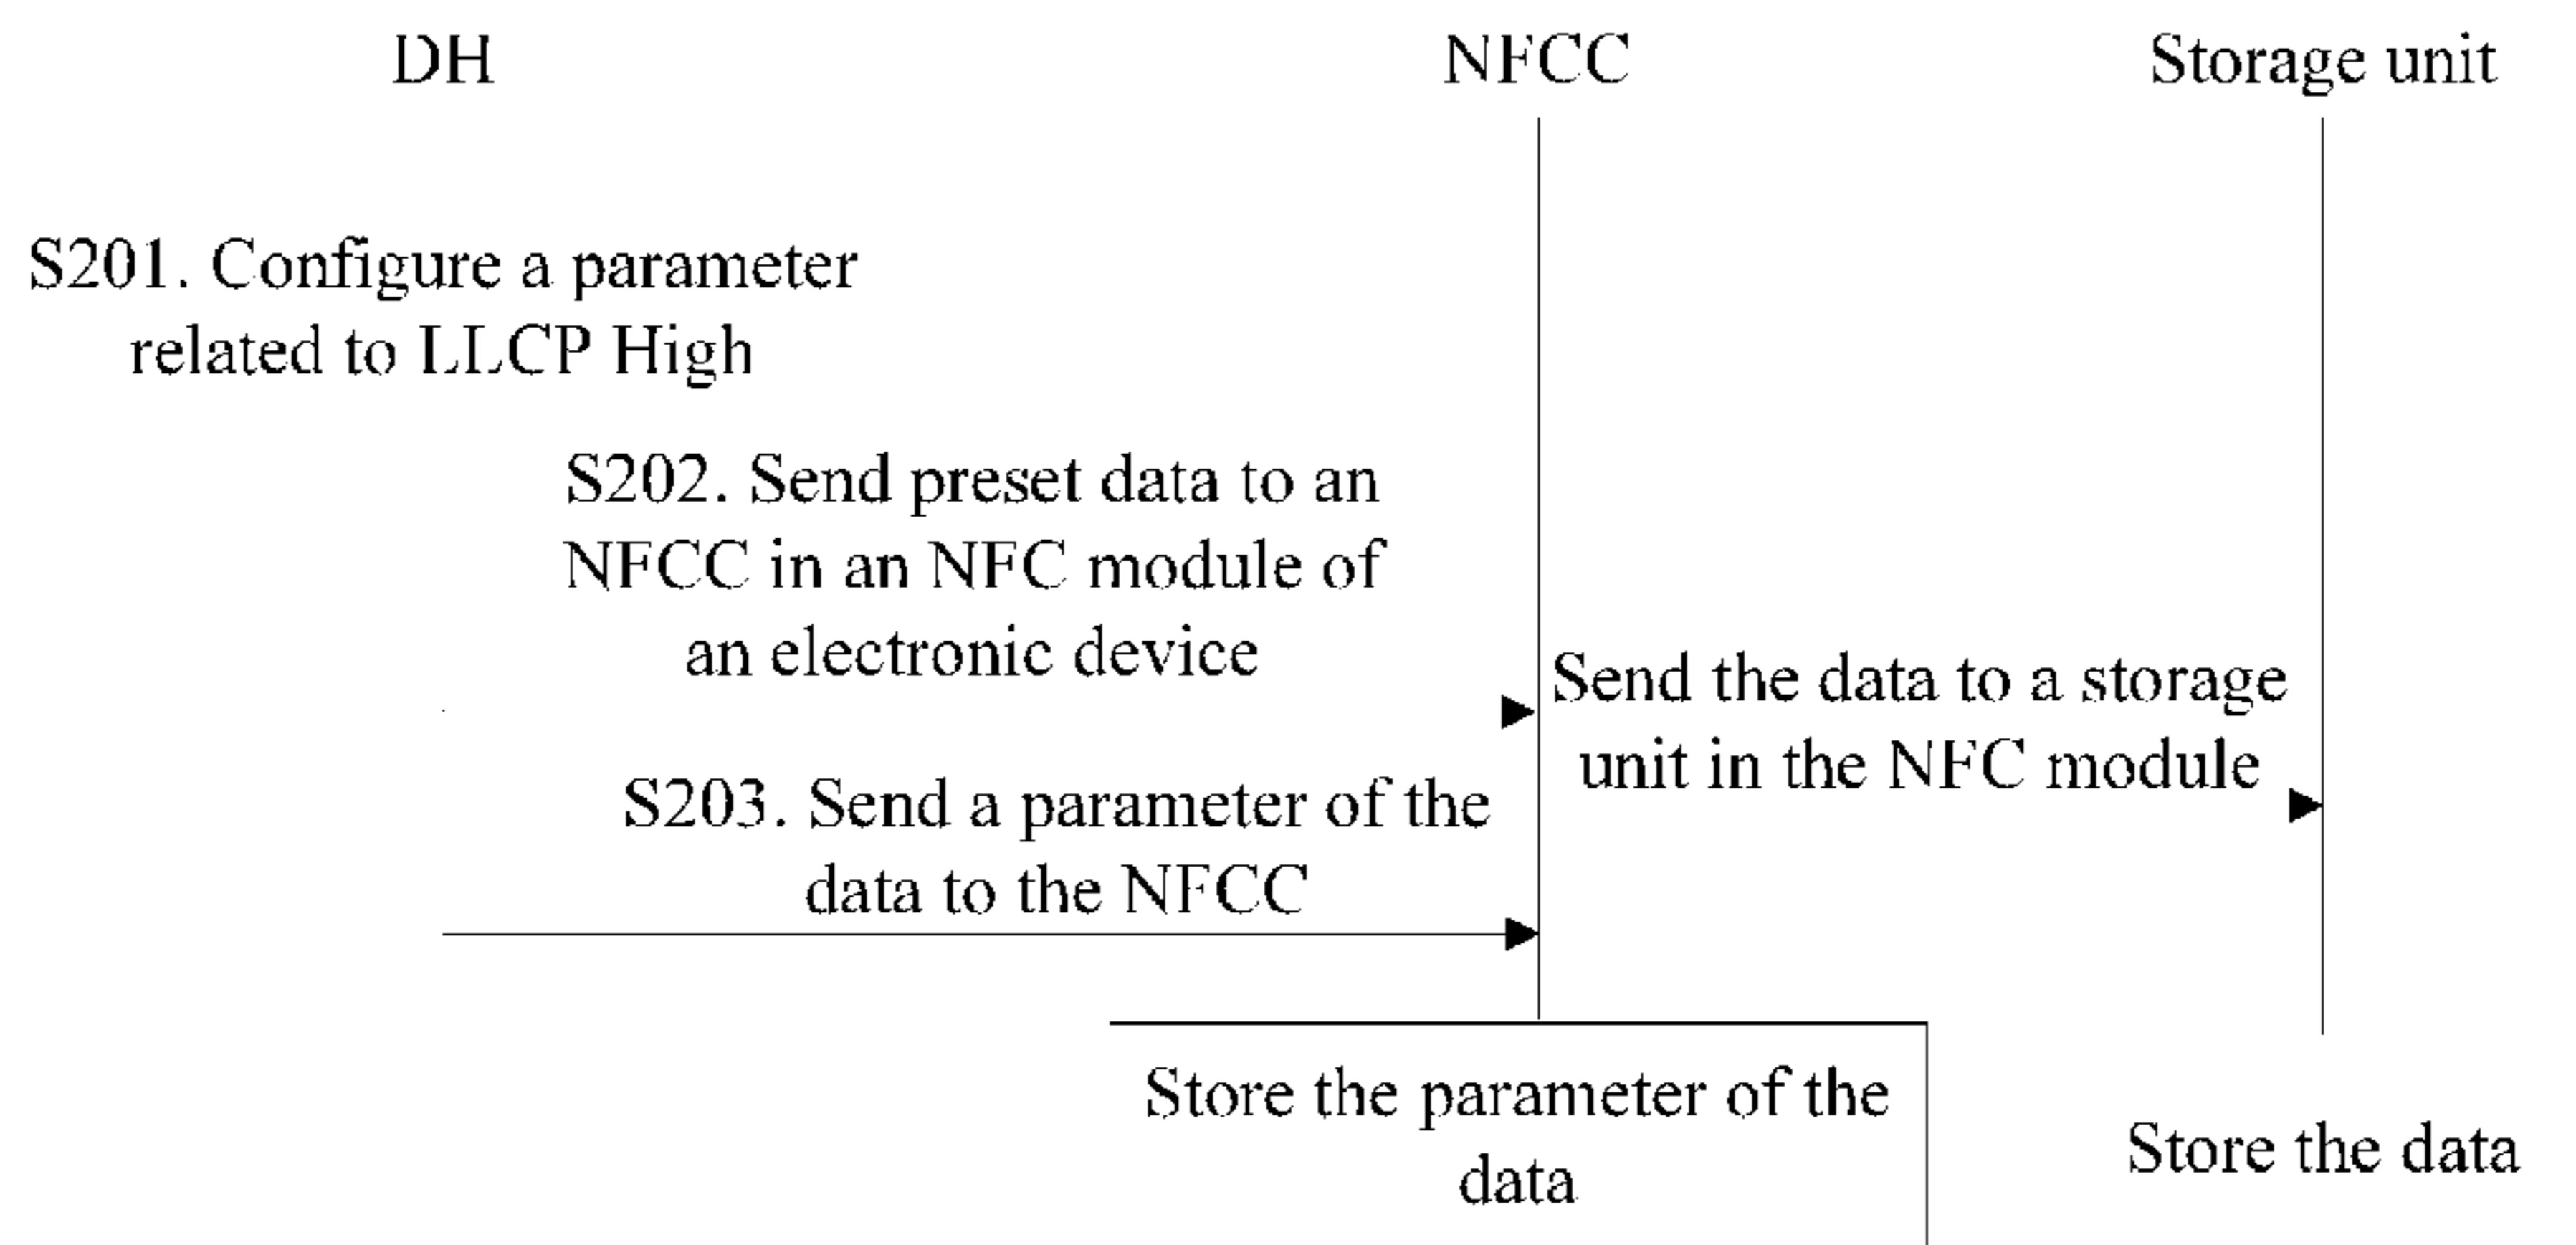 DH
NFCC
Storage unit
S201. Configure a parameter
related to LLCP High
S202. Send preset data to an
NFCC in an NFC module of
an electronic device
Send the data to a storage
unit in the NFC module
S203. Send a parameter of the
data to the NFCC
Store the parameter of the
data
Store the data